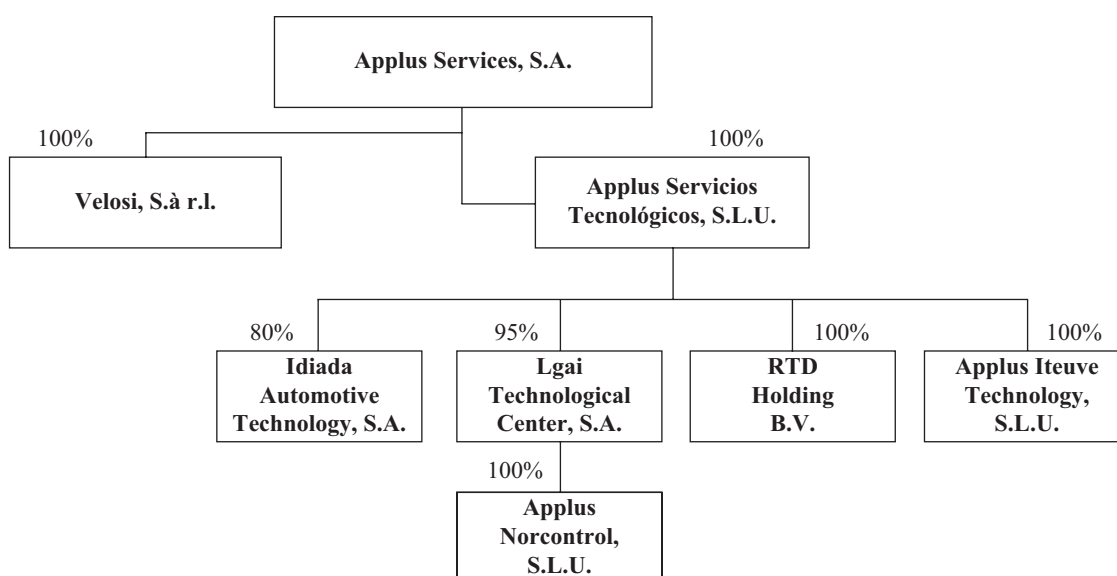 Applus Services, S.A.
100%
100%
Velosi, S.à r.l.
Applus Servicios
Tecnológicos, S.L.U.
80%
95%
100%
100%
Idiada
Automotive
Technology, S.A.
Lgai
Technological
Center, S.A.
RTD
Holding
B.V.
Applus Iteuve
Technology,
S.L.U.
100%
Applus
Norcontrol,
S.L.U.